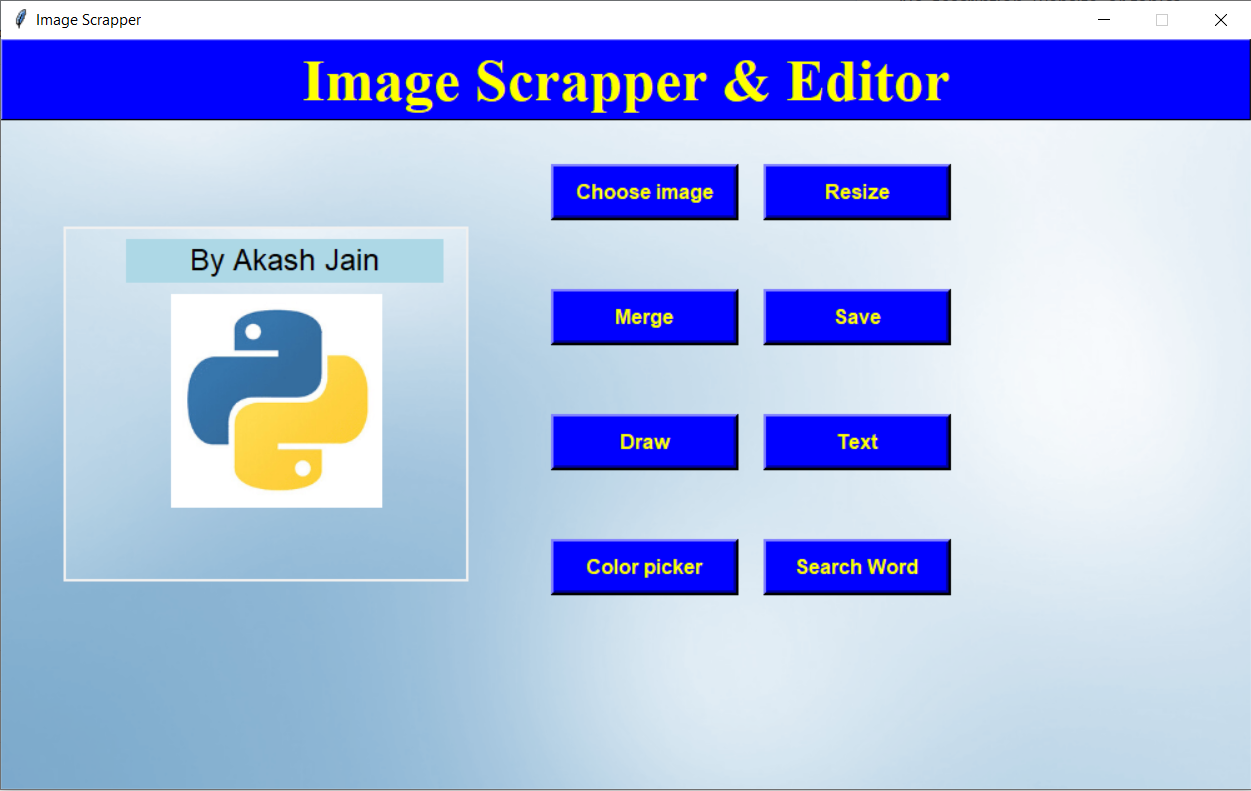 Image Scrapper
Image Scrapper & Editor
By Akash Jain
Choose image
Resize
Merge
Save
Draw
Text
Color picker
Search Word